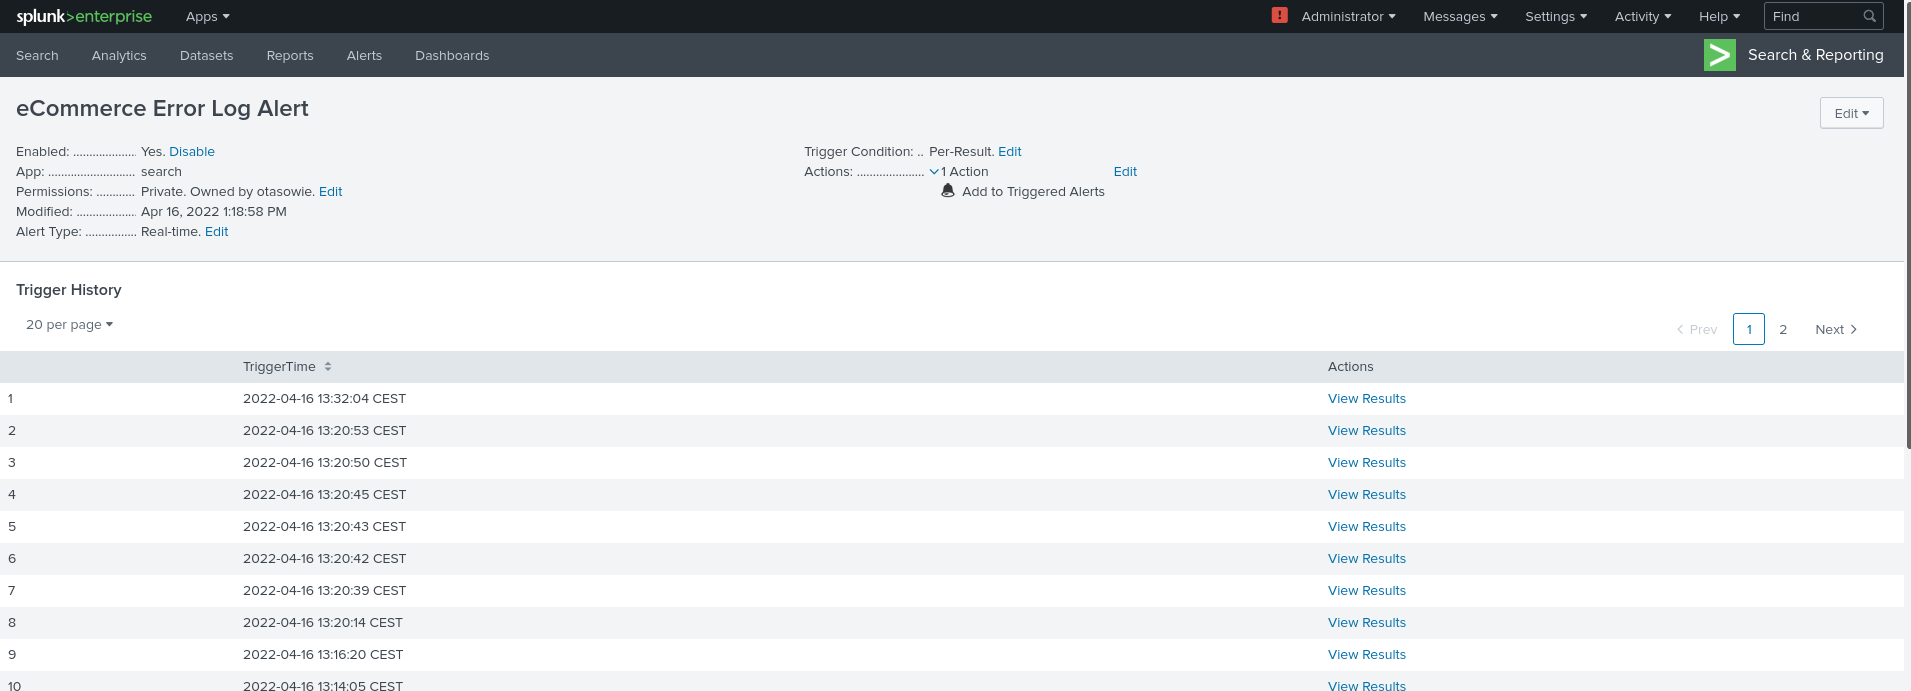 splunk>enterprise Apps Administrator Messages Settings Activity Help Find
Search Analytics Datasets Reports Alerts Dashboards Search & Reporting
eCommerce Error Log Alert
Edit
Enabled: ................... Yes. Disable
App: ........................... search
Permissions: ............ Private. Owned by otasowie. Edit
Modified: .................. Apr 16, 2022 1:18:58 PM
Alert Type: ................ Real-time. Edit
Trigger Condition: .. Per-Result. Edit
Actions: ..................... 1 Action Edit
Add to Triggered Alerts
Trigger History
20 per page
Prev 1 2 Next
TriggerTime Actions
1 2022-04-16 13:32:04 CEST View Results
2 2022-04-16 13:20:53 CEST View Results
3 2022-04-16 13:20:50 CEST View Results
4 2022-04-16 13:20:45 CEST View Results
5 2022-04-16 13:20:43 CEST View Results
6 2022-04-16 13:20:42 CEST View Results
7 2022-04-16 13:20:39 CEST View Results
8 2022-04-16 13:20:14 CEST View Results
9 2022-04-16 13:16:20 CEST View Results
10 2022-04-16 13:14:05 CEST View Results